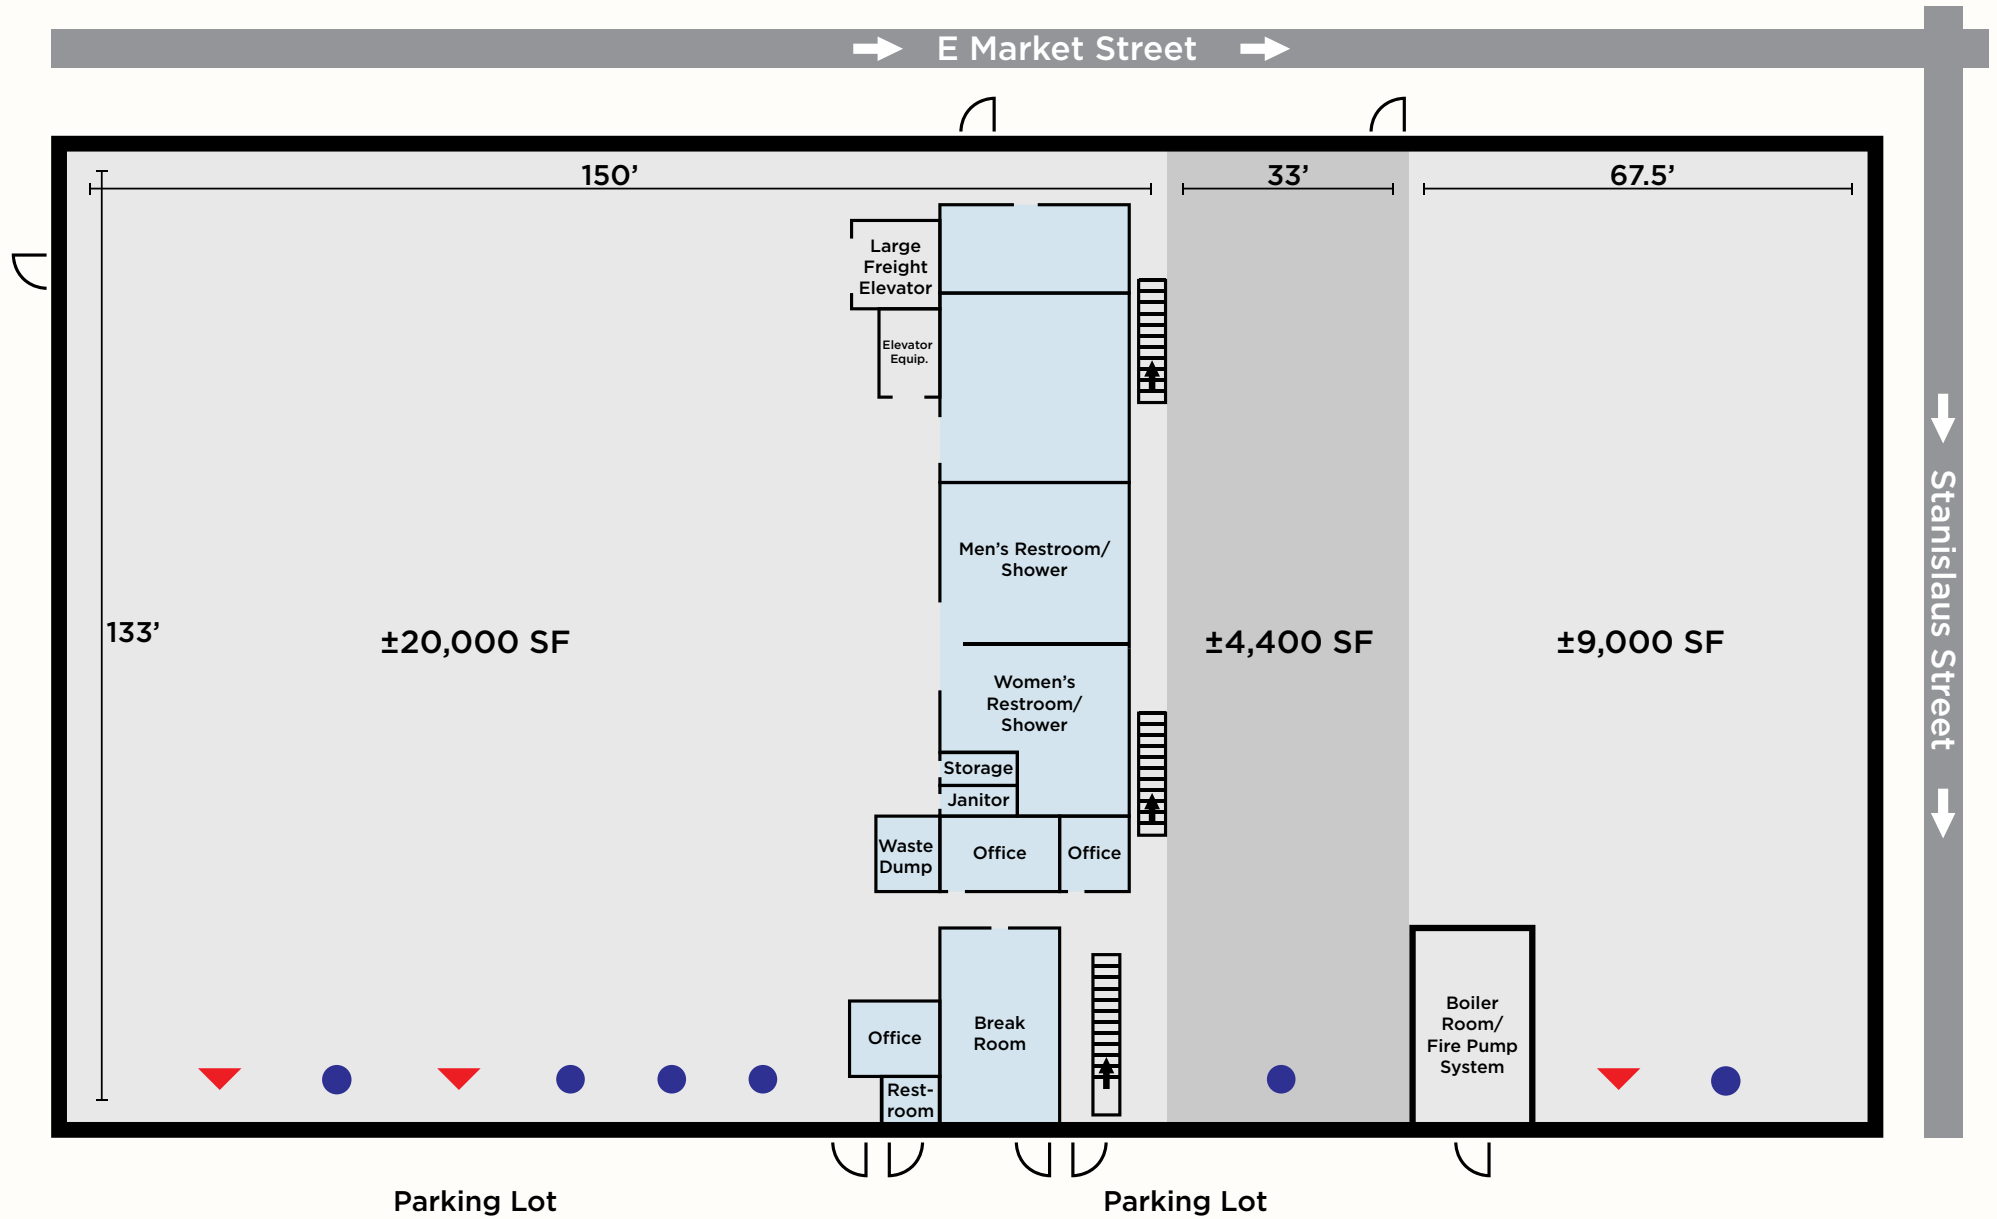 E Market Street
150’
33’
67.5’
Large
Freight
Elevator
Elevator
Equip.
Men’s Restroom/
Shower
133’
±20,000 SF
±4,400 SF
±9,000 SF
Stanislaus Street
Women’s
Restroom/
Shower
Storage
Janitor
Waste
Dump
Office
Office
Office
Break
Room
Rest-
room
Boiler
Room/
Fire Pump
System
Parking Lot
Parking Lot